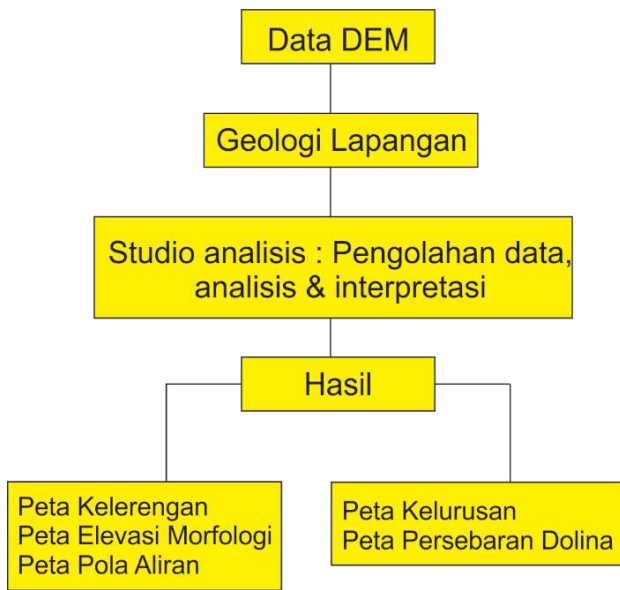 Data DEM
Geologi Lapangan
Studio analisis : Pengolahan data,
analisis & interpretasi
Hasil
Peta Kelerengan
Peta Elevasi Morfologi
Peta Pola Aliran
Peta Kelurusan
Peta Persebaran Dolina